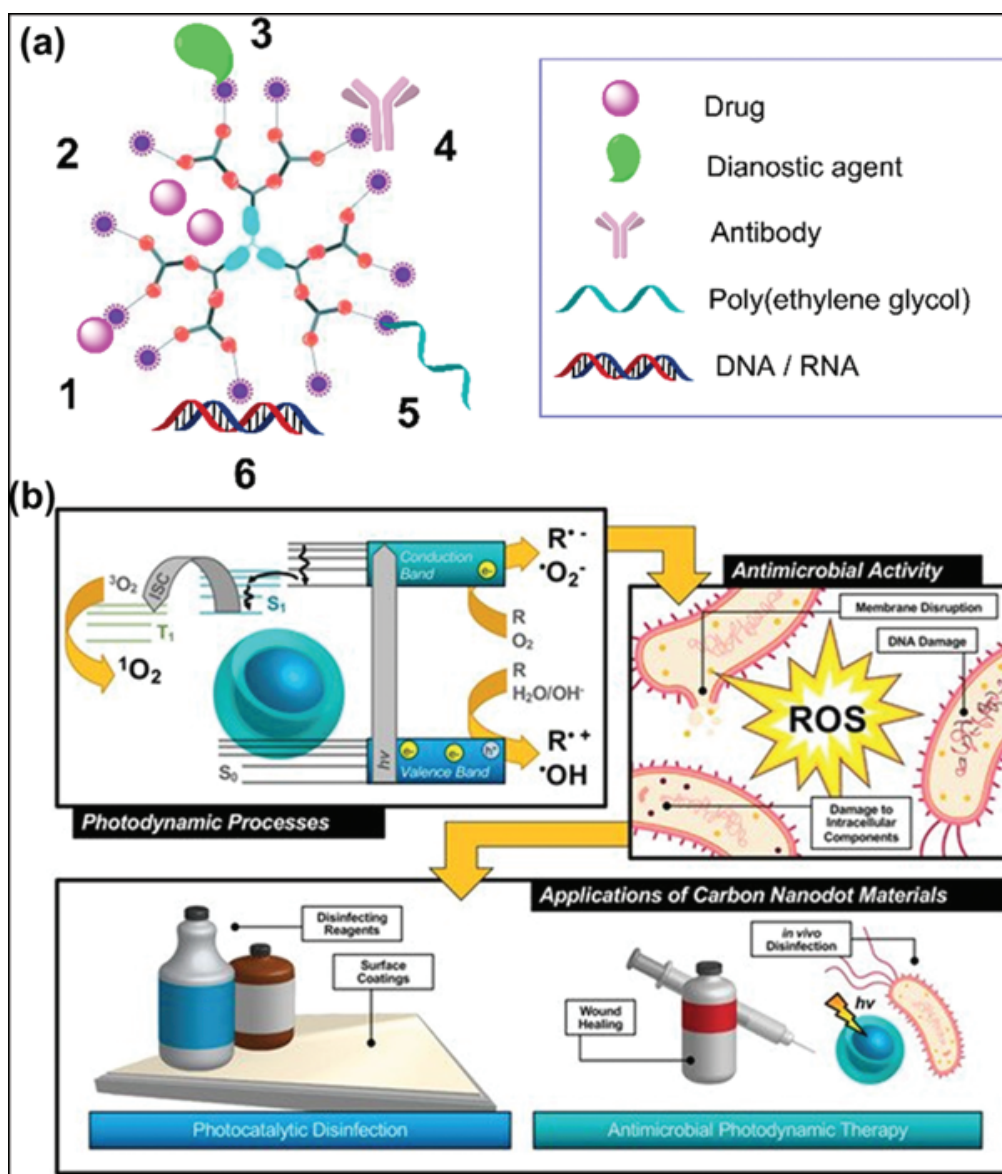 (a)
3
2
4
1
5
6
Drug
Dianostic agent
Antibody
Poly(ethylene glycol)
DNA / RNA
(b)
³O₂
ISC
S₁
T₁
¹O₂
S₀
hν
Conduction
Band
e-
R•-
•O₂-
R
O₂
R
H₂O/OH-
e-
e-
h+
Valence Band
R•+
•OH
Photodynamic Processes
Antimicrobial Activity
Membrane Disruption
DNA Damage
ROS
Damage to
Intracellular
Components
Applications of Carbon Nanodot Materials
Disinfecting
Reagents
Surface
Coatings
Photocatalytic Disinfection
in vivo
Disinfection
hν
Wound
Healing
Antimicrobial Photodynamic Therapy